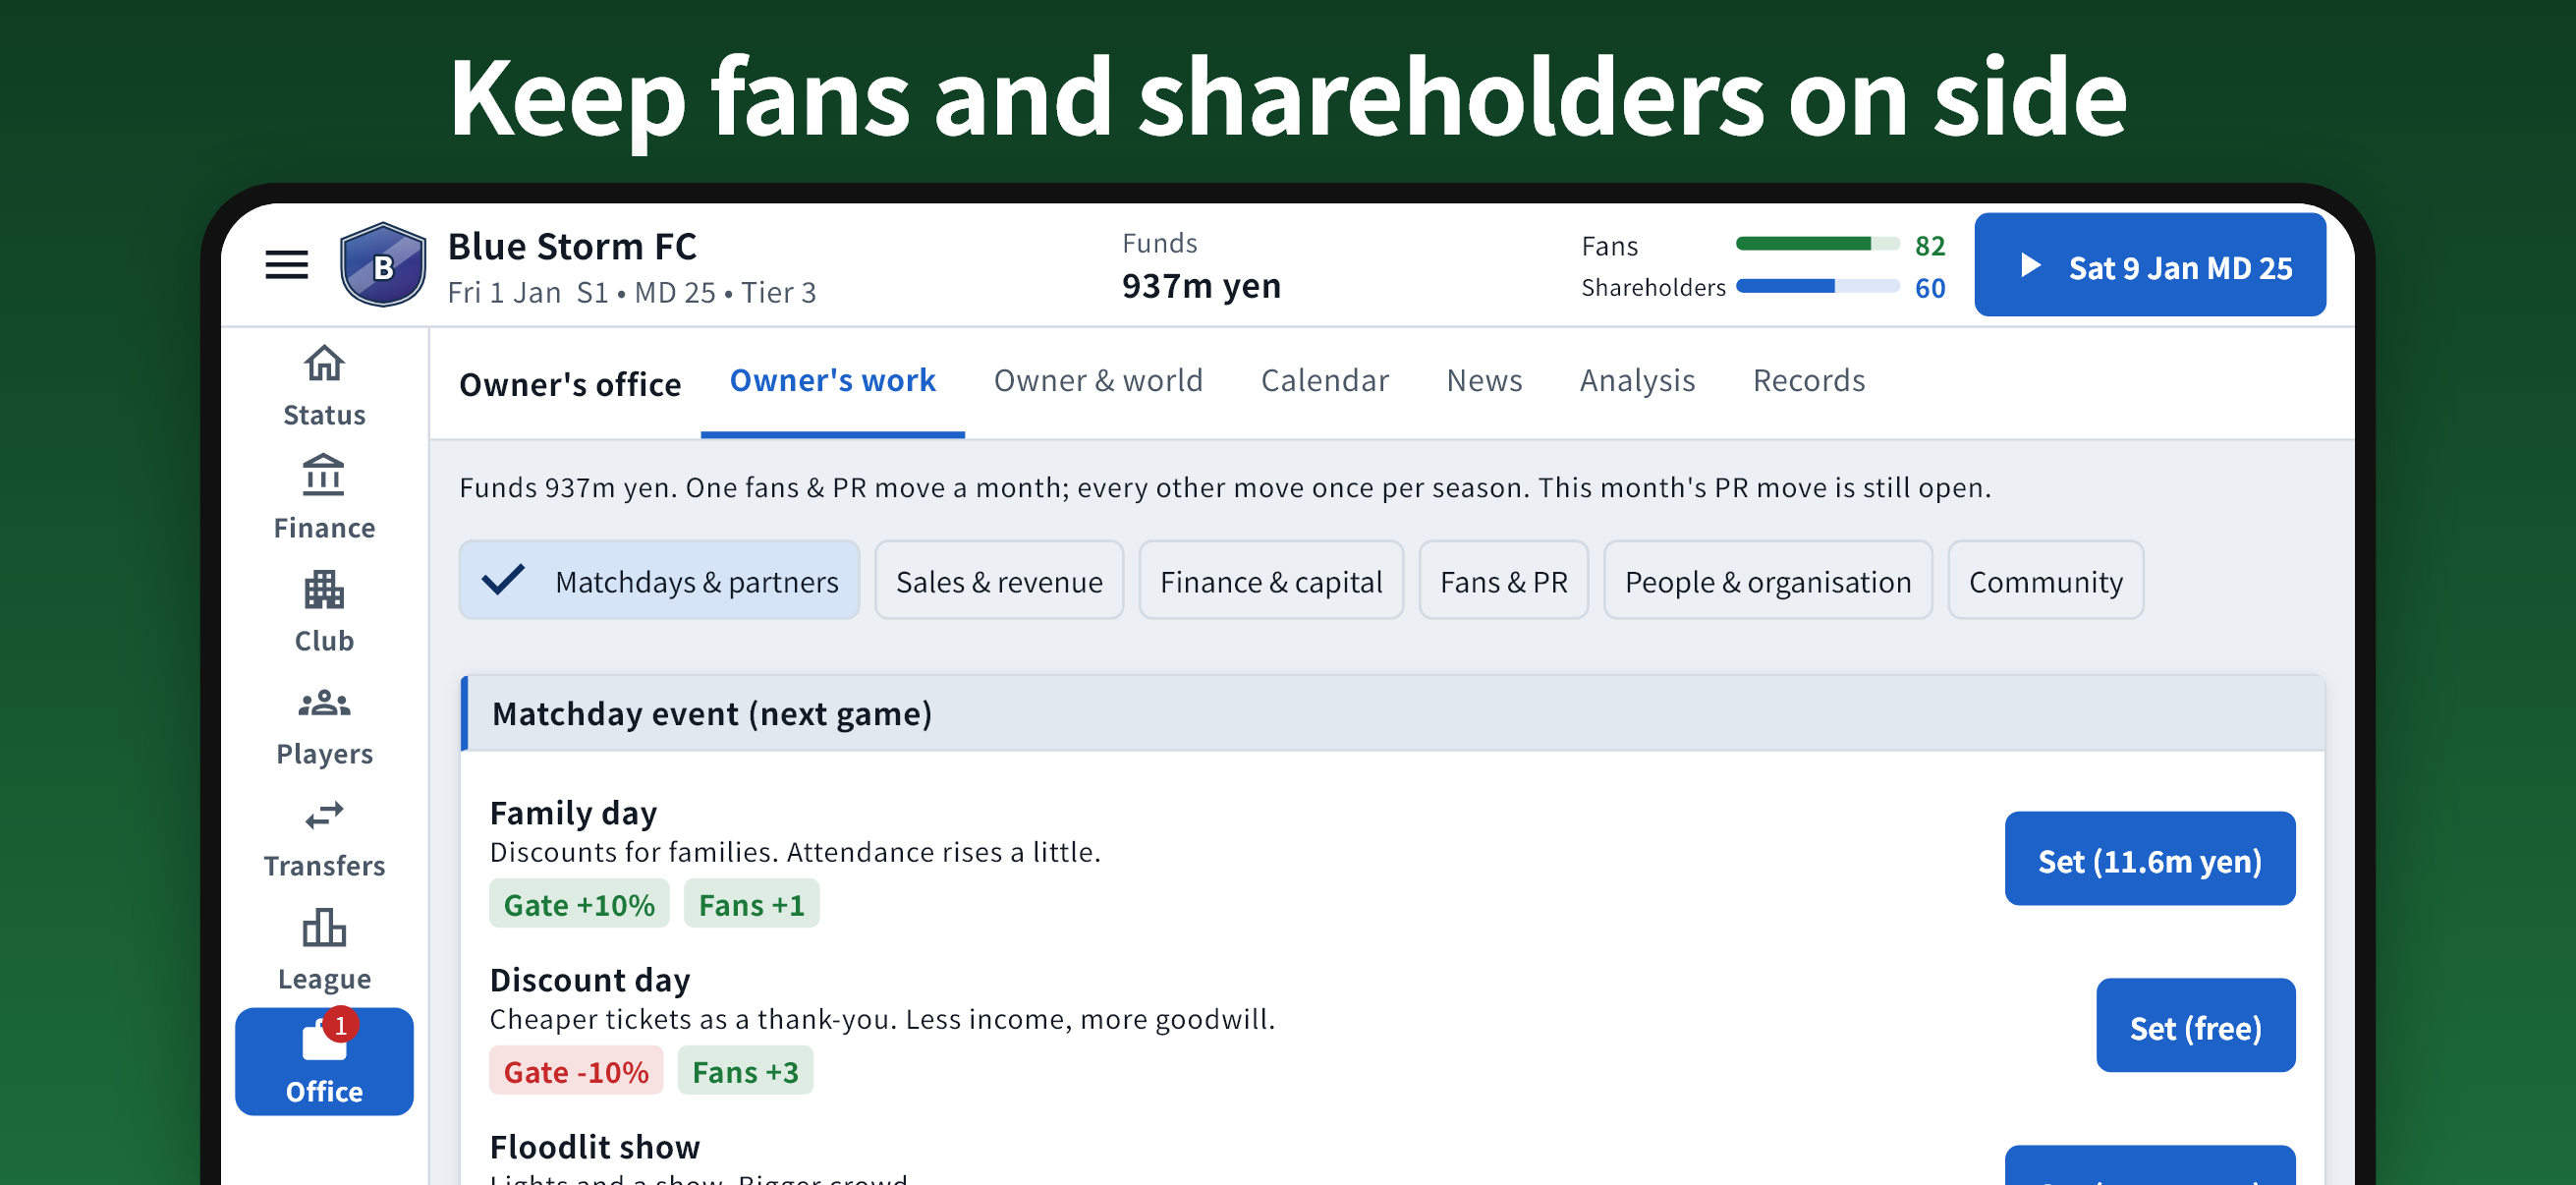 Keep fans and shareholders on side
B
Blue Storm FC
Fri 1 Jan S1 • MD 25 • Tier 3
Funds
937m yen
Fans 82
Shareholders 60
Sat 9 Jan MD 25
Status
Finance
Club
Players
Transfers
League
1
Office
Owner's office Owner's work Owner & world Calendar News Analysis Records
Funds 937m yen. One fans & PR move a month; every other move once per season. This month's PR move is still open.
Matchdays & partners Sales & revenue Finance & capital Fans & PR People & organisation Community
Matchday event (next game)
Family day
Discounts for families. Attendance rises a little.
Gate +10% Fans +1
Set (11.6m yen)
Discount day
Cheaper tickets as a thank-you. Less income, more goodwill.
Gate -10% Fans +3
Set (free)
Floodlit show
Lights and a show. Bigger crowd